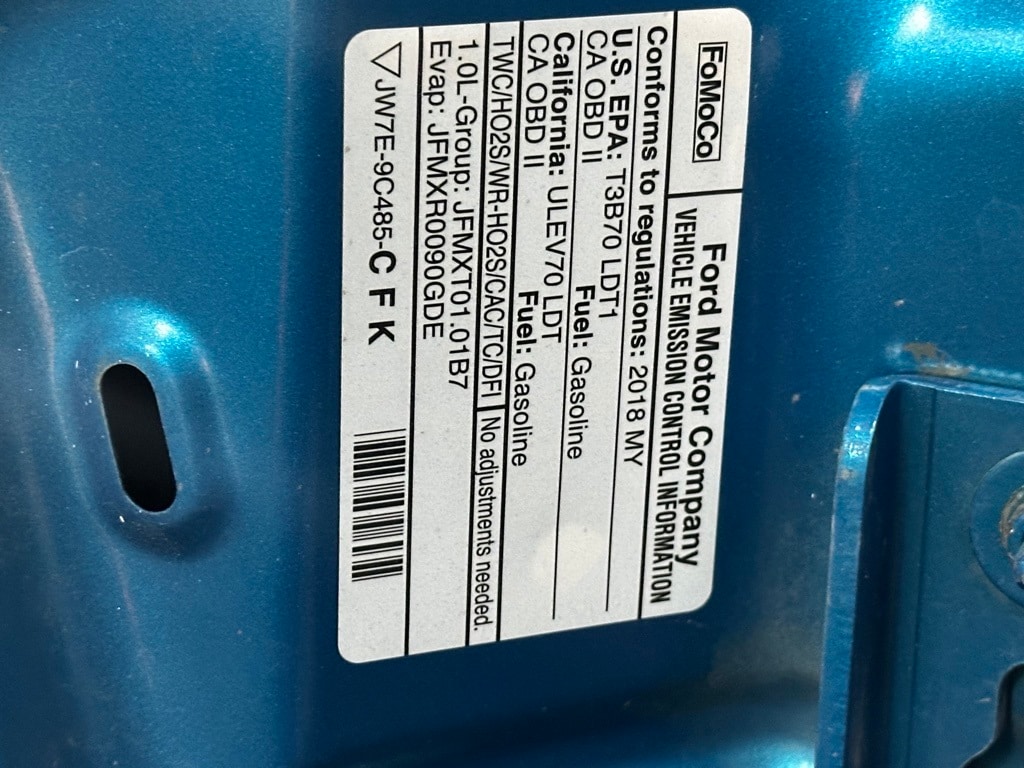 FoMoCo
Ford Motor Company
VEHICLE EMISSION CONTROL INFORMATION
Conforms to regulations: 2018 MY
U.S. EPA: T3B70 LDT1
CA OBD II Fuel: Gasoline
California: ULEV70 LDT
CA OBD II Fuel: Gasoline
TWC/HO2S/WR-HO2S/CAC/TC/DFI No adjustments needed.
1.0L-Group: JFMXT01.01B7
Evap: JFMXR0090GDE
JW7E-9C485-C F K